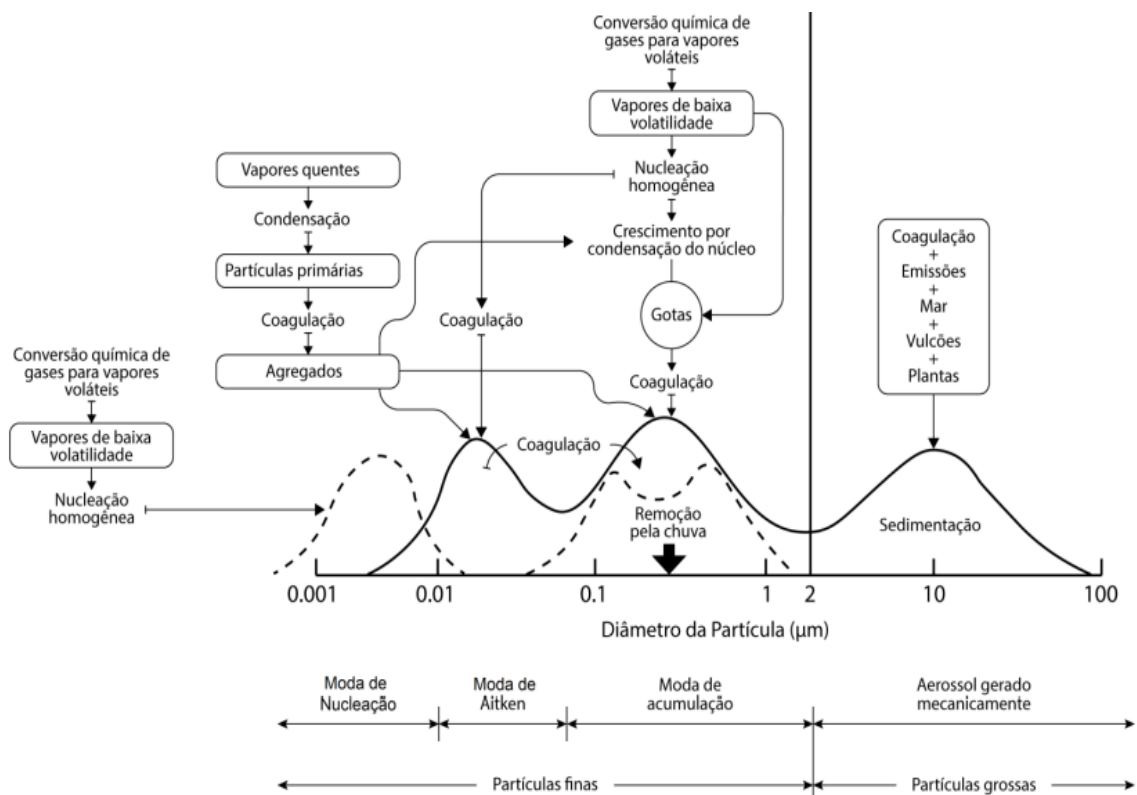 Conversão química de
gases para vapores
voláteis
Vapores de baixa
volatilidade
Nucleação
homogênea
Crescimento por
condensação do núcleo
Gotas
Coagulação
Vapores quentes
Condensação
Partículas primárias
Coagulação
Agregados
Coagulação
Conversão química de
gases para vapores
voláteis
Vapores de baixa
volatilidade
Nucleação
homogênea
Coagulação
+
Emissões
+
Mar
+
Vulcões
+
Plantas
Coagulação
Remoção
pela chuva
Sedimentação
0.001 0.01 0.1 1 2 10 100
Diâmetro da Partícula (μm)
Moda de
Nucleação
Moda de
Aitken
Moda de
acumulação
Aerossol gerado
mecanicamente
Partículas finas
Partículas grossas